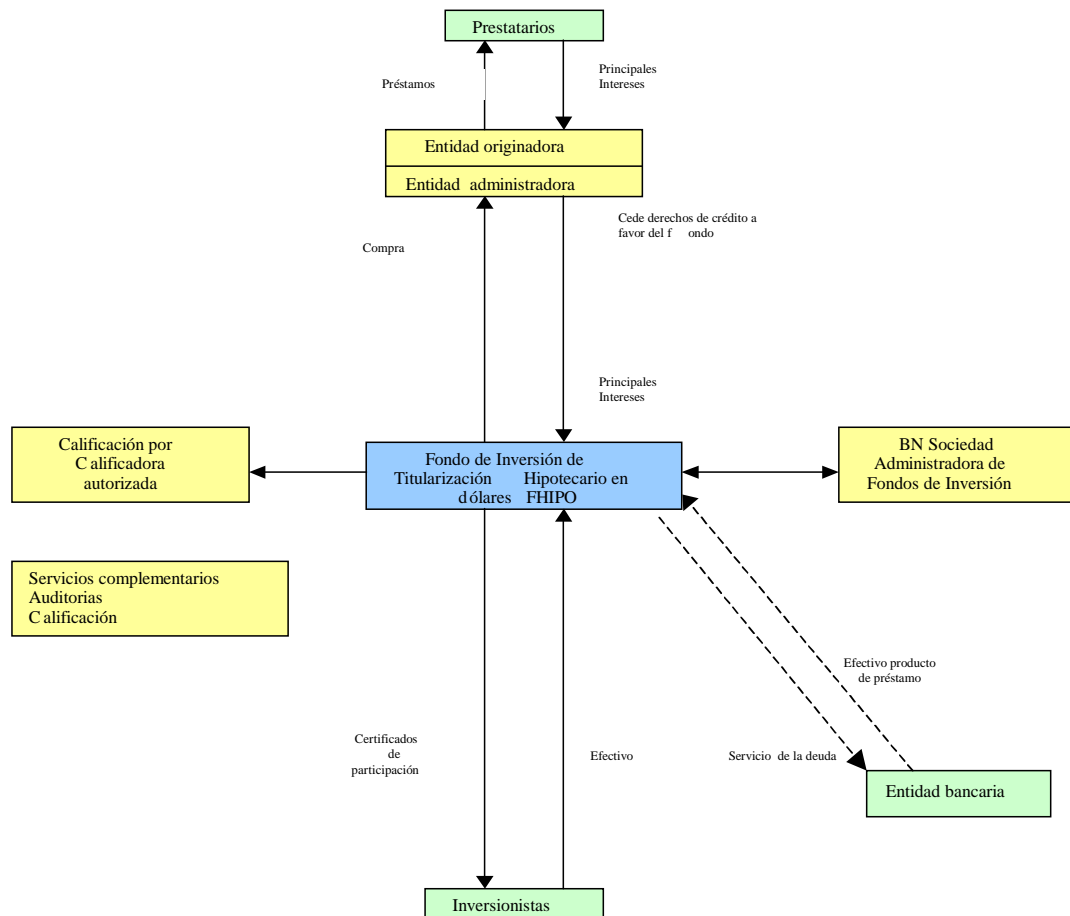 Prestatarios
Préstamos
Principales
Intereses
Entidad originadora
Entidad administradora
Cede derechos de crédito a
favor del f ondo
Compra
Principales
Intereses
Calificación por
C alificadora
autorizada
Fondo de Inversión de
Titularización Hipotecario en
d ólares FHIPO
BN Sociedad
Administradora de
Fondos de Inversión
Servicios complementarios
Auditorias
C alificación
Efectivo producto
de préstamo
Certificados
de
participación
Efectivo
Servicio de la deuda
Entidad bancaria
Inversionistas